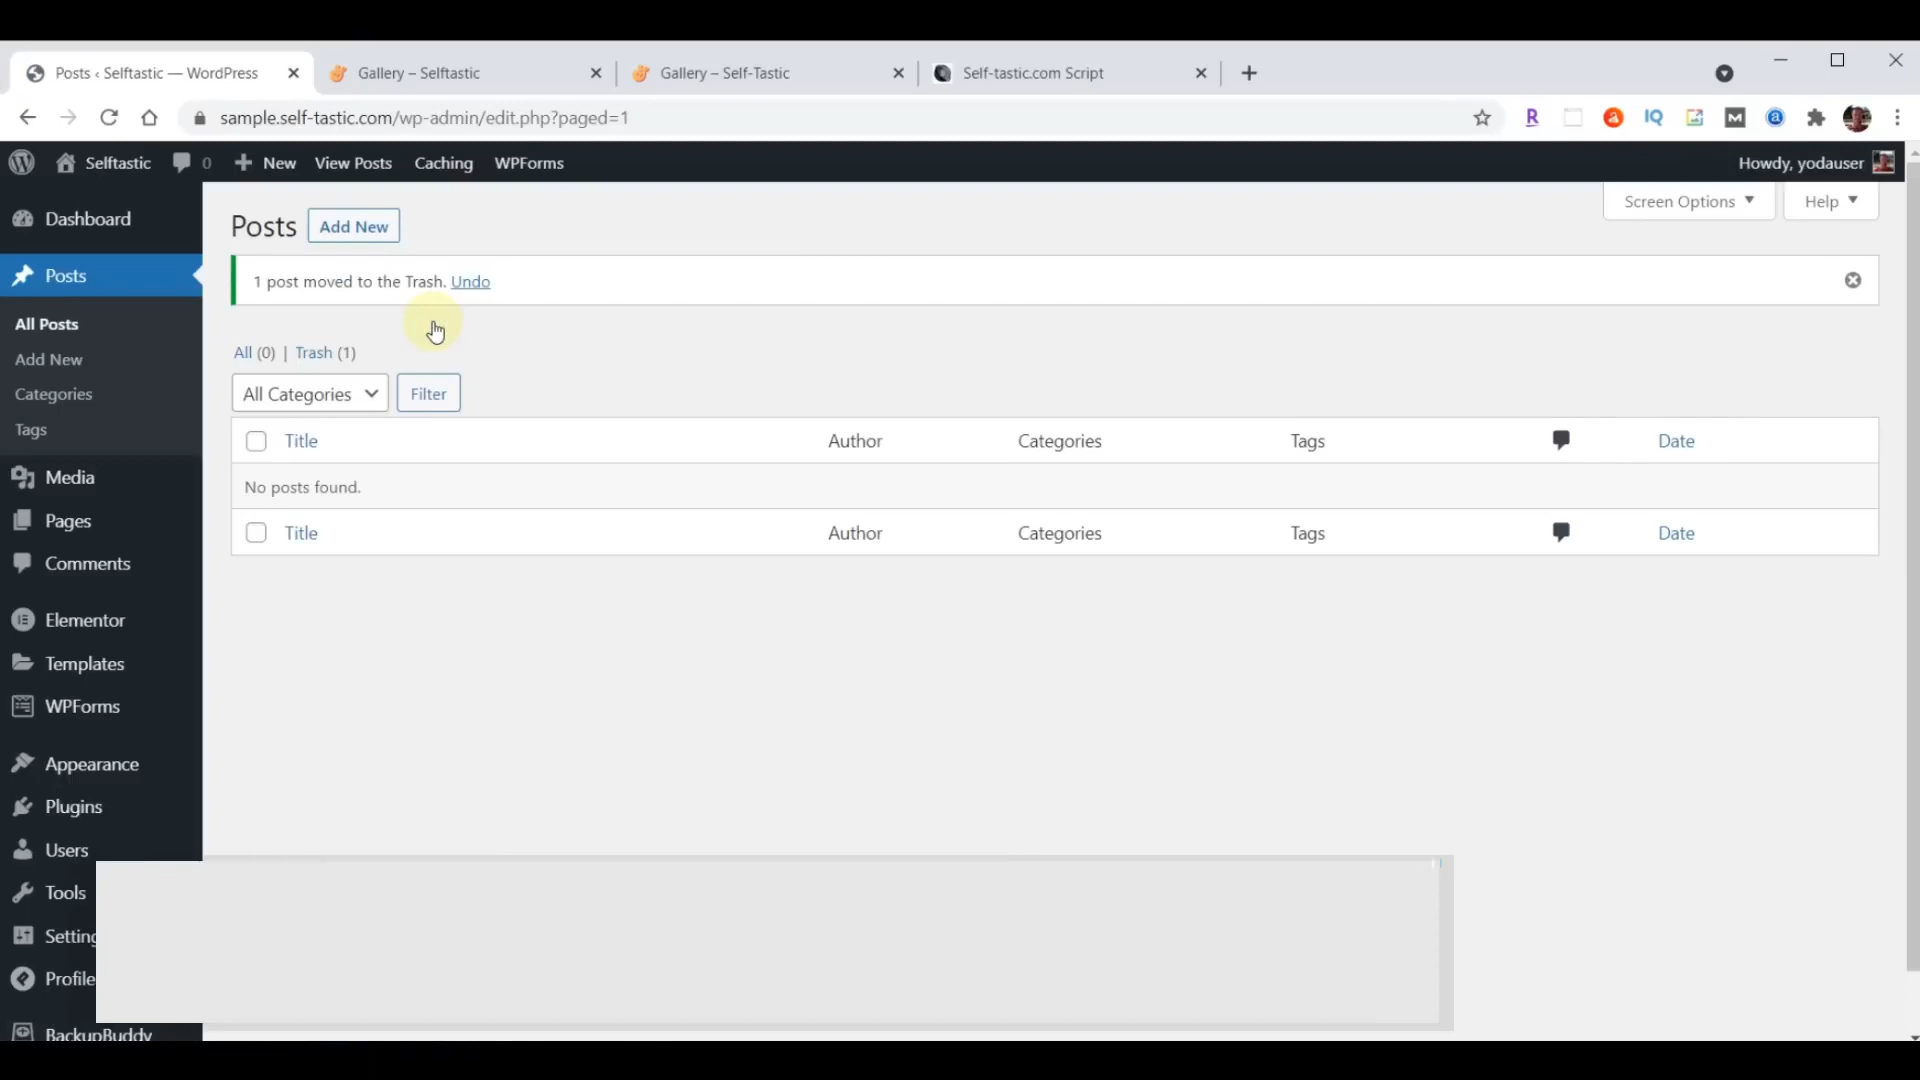 Posts ‹ Selftastic — WordPress
Gallery – Selftastic
Gallery – Self-Tastic
Self-tastic.com Script
sample.self-tastic.com/wp-admin/edit.php?paged=1
Selftastic
0
New
View Posts
Caching
WPForms
Howdy, yodauser
Dashboard
Posts
All Posts
Add New
Categories
Tags
Media
Pages
Comments
Elementor
Templates
WPForms
Appearance
Plugins
Users
Tools
Setting
Profile
BackupBuddy
Posts
Add New
Screen Options
Help
1 post moved to the Trash. Undo
All (0) | Trash (1)
All Categories
Filter
Title Author Categories Tags Date
No posts found.
Title Author Categories Tags Date